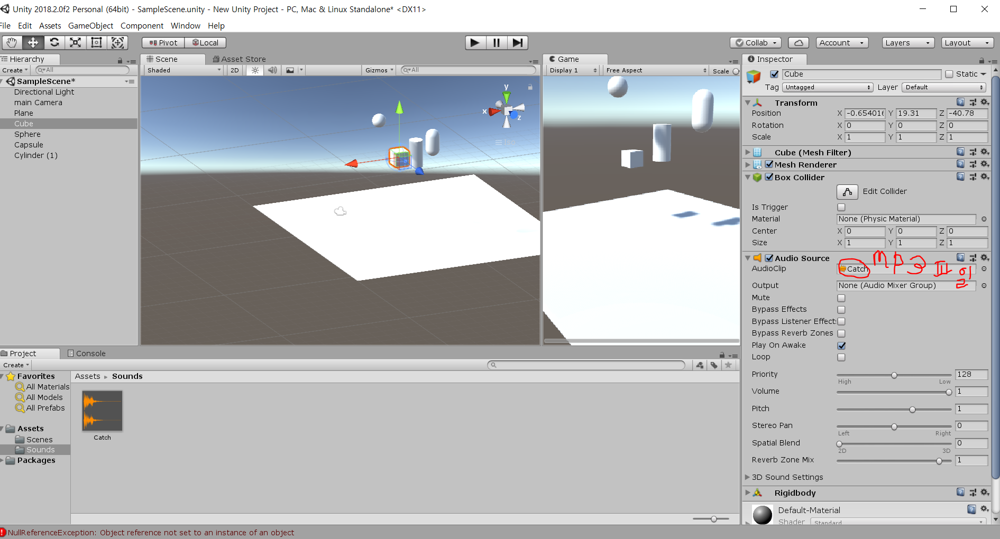 Unity 2018.2.0f2 Personal (64bit) - SampleScene.unity - New Unity Project - PC, Mac & Linux Standalone* <DX11>
File Edit Assets GameObject Component Window Help
Pivot Local Collab Account Layers Layout
Hierarchy
Create All
SampleScene*
Directional Light
main Camera
Plane
Cube
Sphere
Capsule
Cylinder (1)
Scene Asset Store
Shaded 2D Gizmos All
y
x
z
Iso
Game
Display 1 Free Aspect Scale
Inspector
Cube Static
Tag Untagged Layer Default
Transform
Position X -0.654016 Y 19.31 Z -40.78
Rotation X 0 Y 0 Z 0
Scale X 1 Y 1 Z 1
Cube (Mesh Filter)
Mesh Renderer
Box Collider
Edit Collider
Is Trigger
Material None (Physic Material)
Center X 0 Y 0 Z 0
Size X 1 Y 1 Z 1
Audio Source
AudioClip Catch
MP3 파일
Output None (Audio Mixer Group)
Mute
Bypass Effects
Bypass Listener Effects
Bypass Reverb Zones
Play On Awake
Loop
Priority 128
High Low
Volume 1
Pitch 1
Stereo Pan 0
Left Right
Spatial Blend 0
2D 3D
Reverb Zone Mix 1
3D Sound Settings
Rigidbody
Default-Material
Shader Standard
Project Console
Create
Favorites
All Materials
All Models
All Prefabs
Assets
Scenes
Sounds
Packages
Assets ▸ Sounds
Catch
NullReferenceException: Object reference not set to an instance of an object